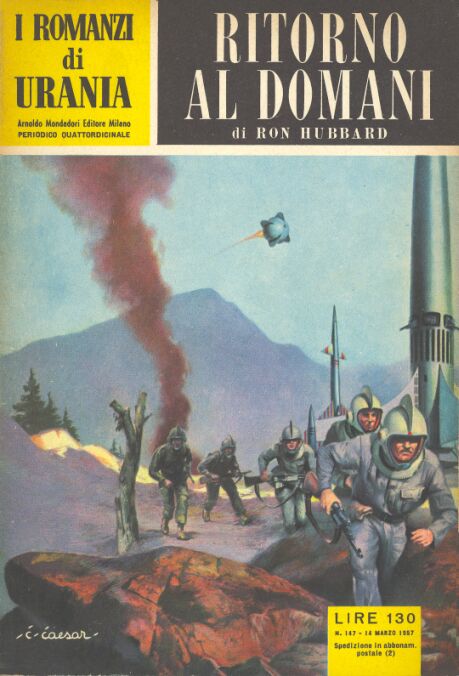 I ROMANZI
di
URANIA
Arnoldo Mondadori Editore Milano
PERIODICO QUATTORDICINALE
RITORNO
AL DOMANI
di RON HUBBARD
-C-Caesar-
LIRE 130
N. 147 - 14 MARZO 1957
Spedizione in abbonam.
postale (2)